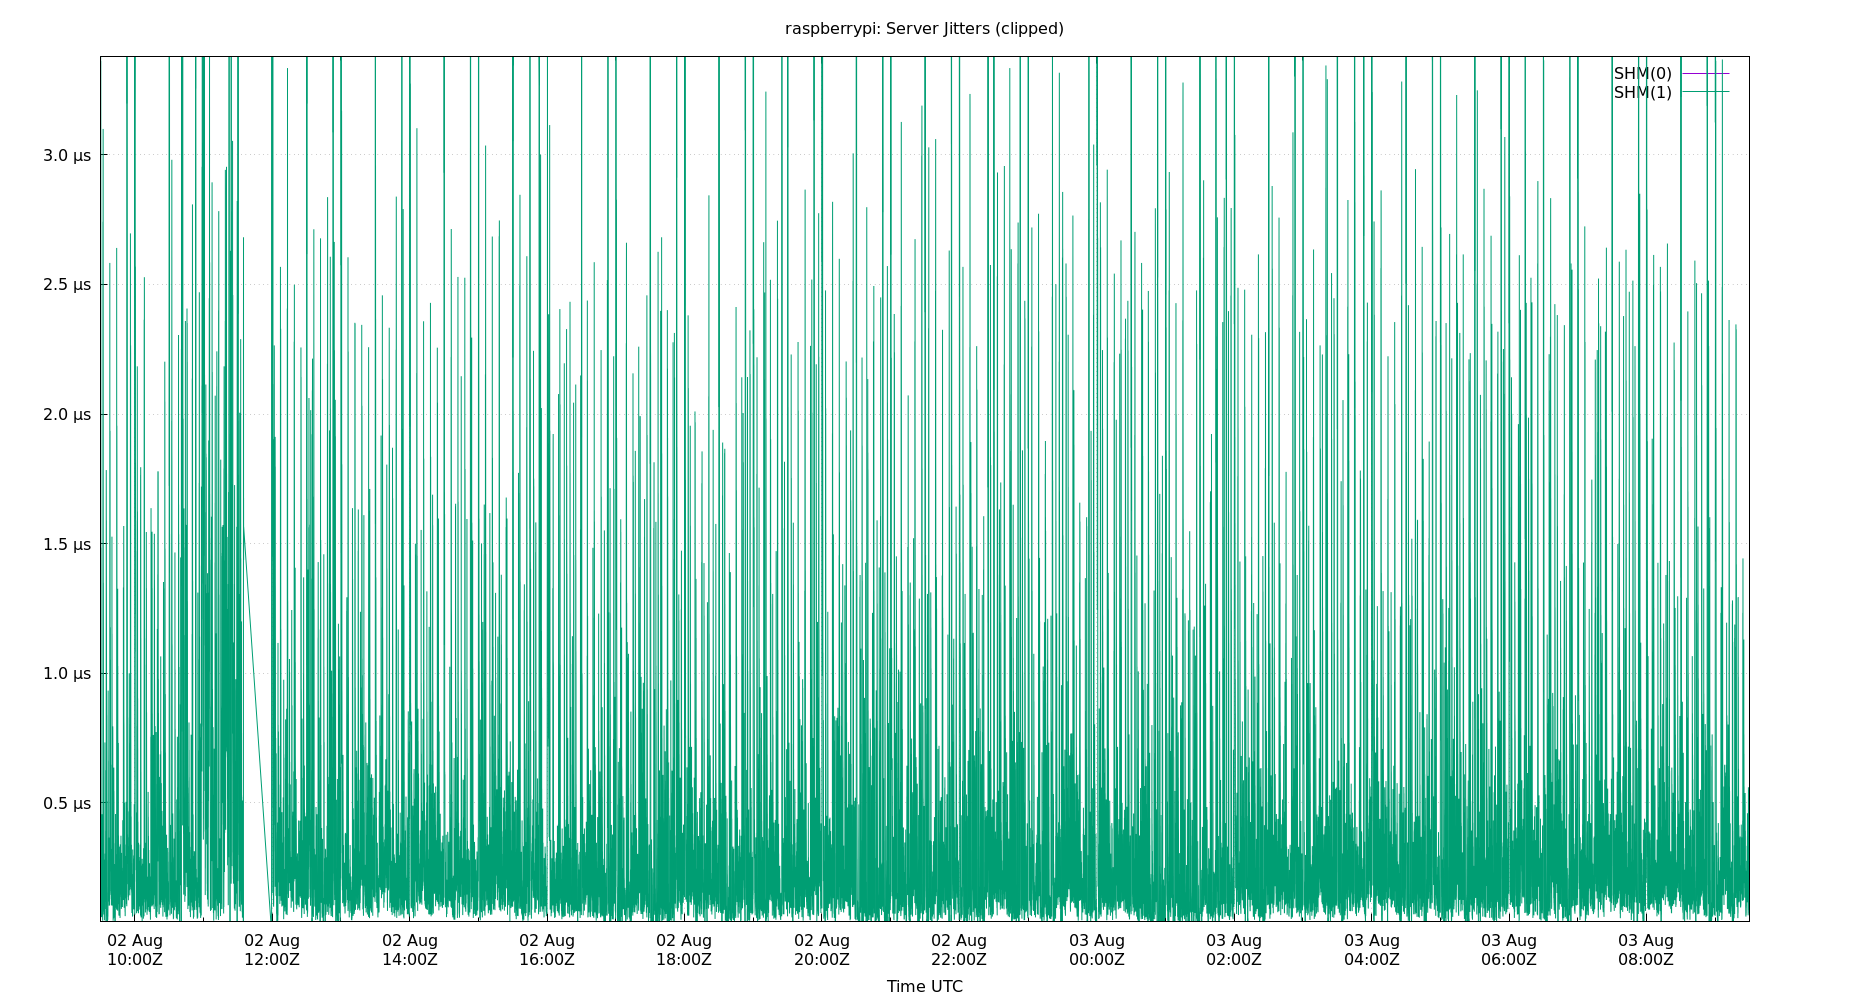 raspberrypi: Server Jitters (clipped)
SHM(0)
SHM(1)
3.0 μs
2.5 μs
2.0 μs
1.5 μs
1.0 μs
0.5 μs
02 Aug 02 Aug 02 Aug 02 Aug 02 Aug 02 Aug 02 Aug 03 Aug 03 Aug 03 Aug 03 Aug 03 Aug
10:00Z 12:00Z 14:00Z 16:00Z 18:00Z 20:00Z 22:00Z 00:00Z 02:00Z 04:00Z 06:00Z 08:00Z
Time UTC